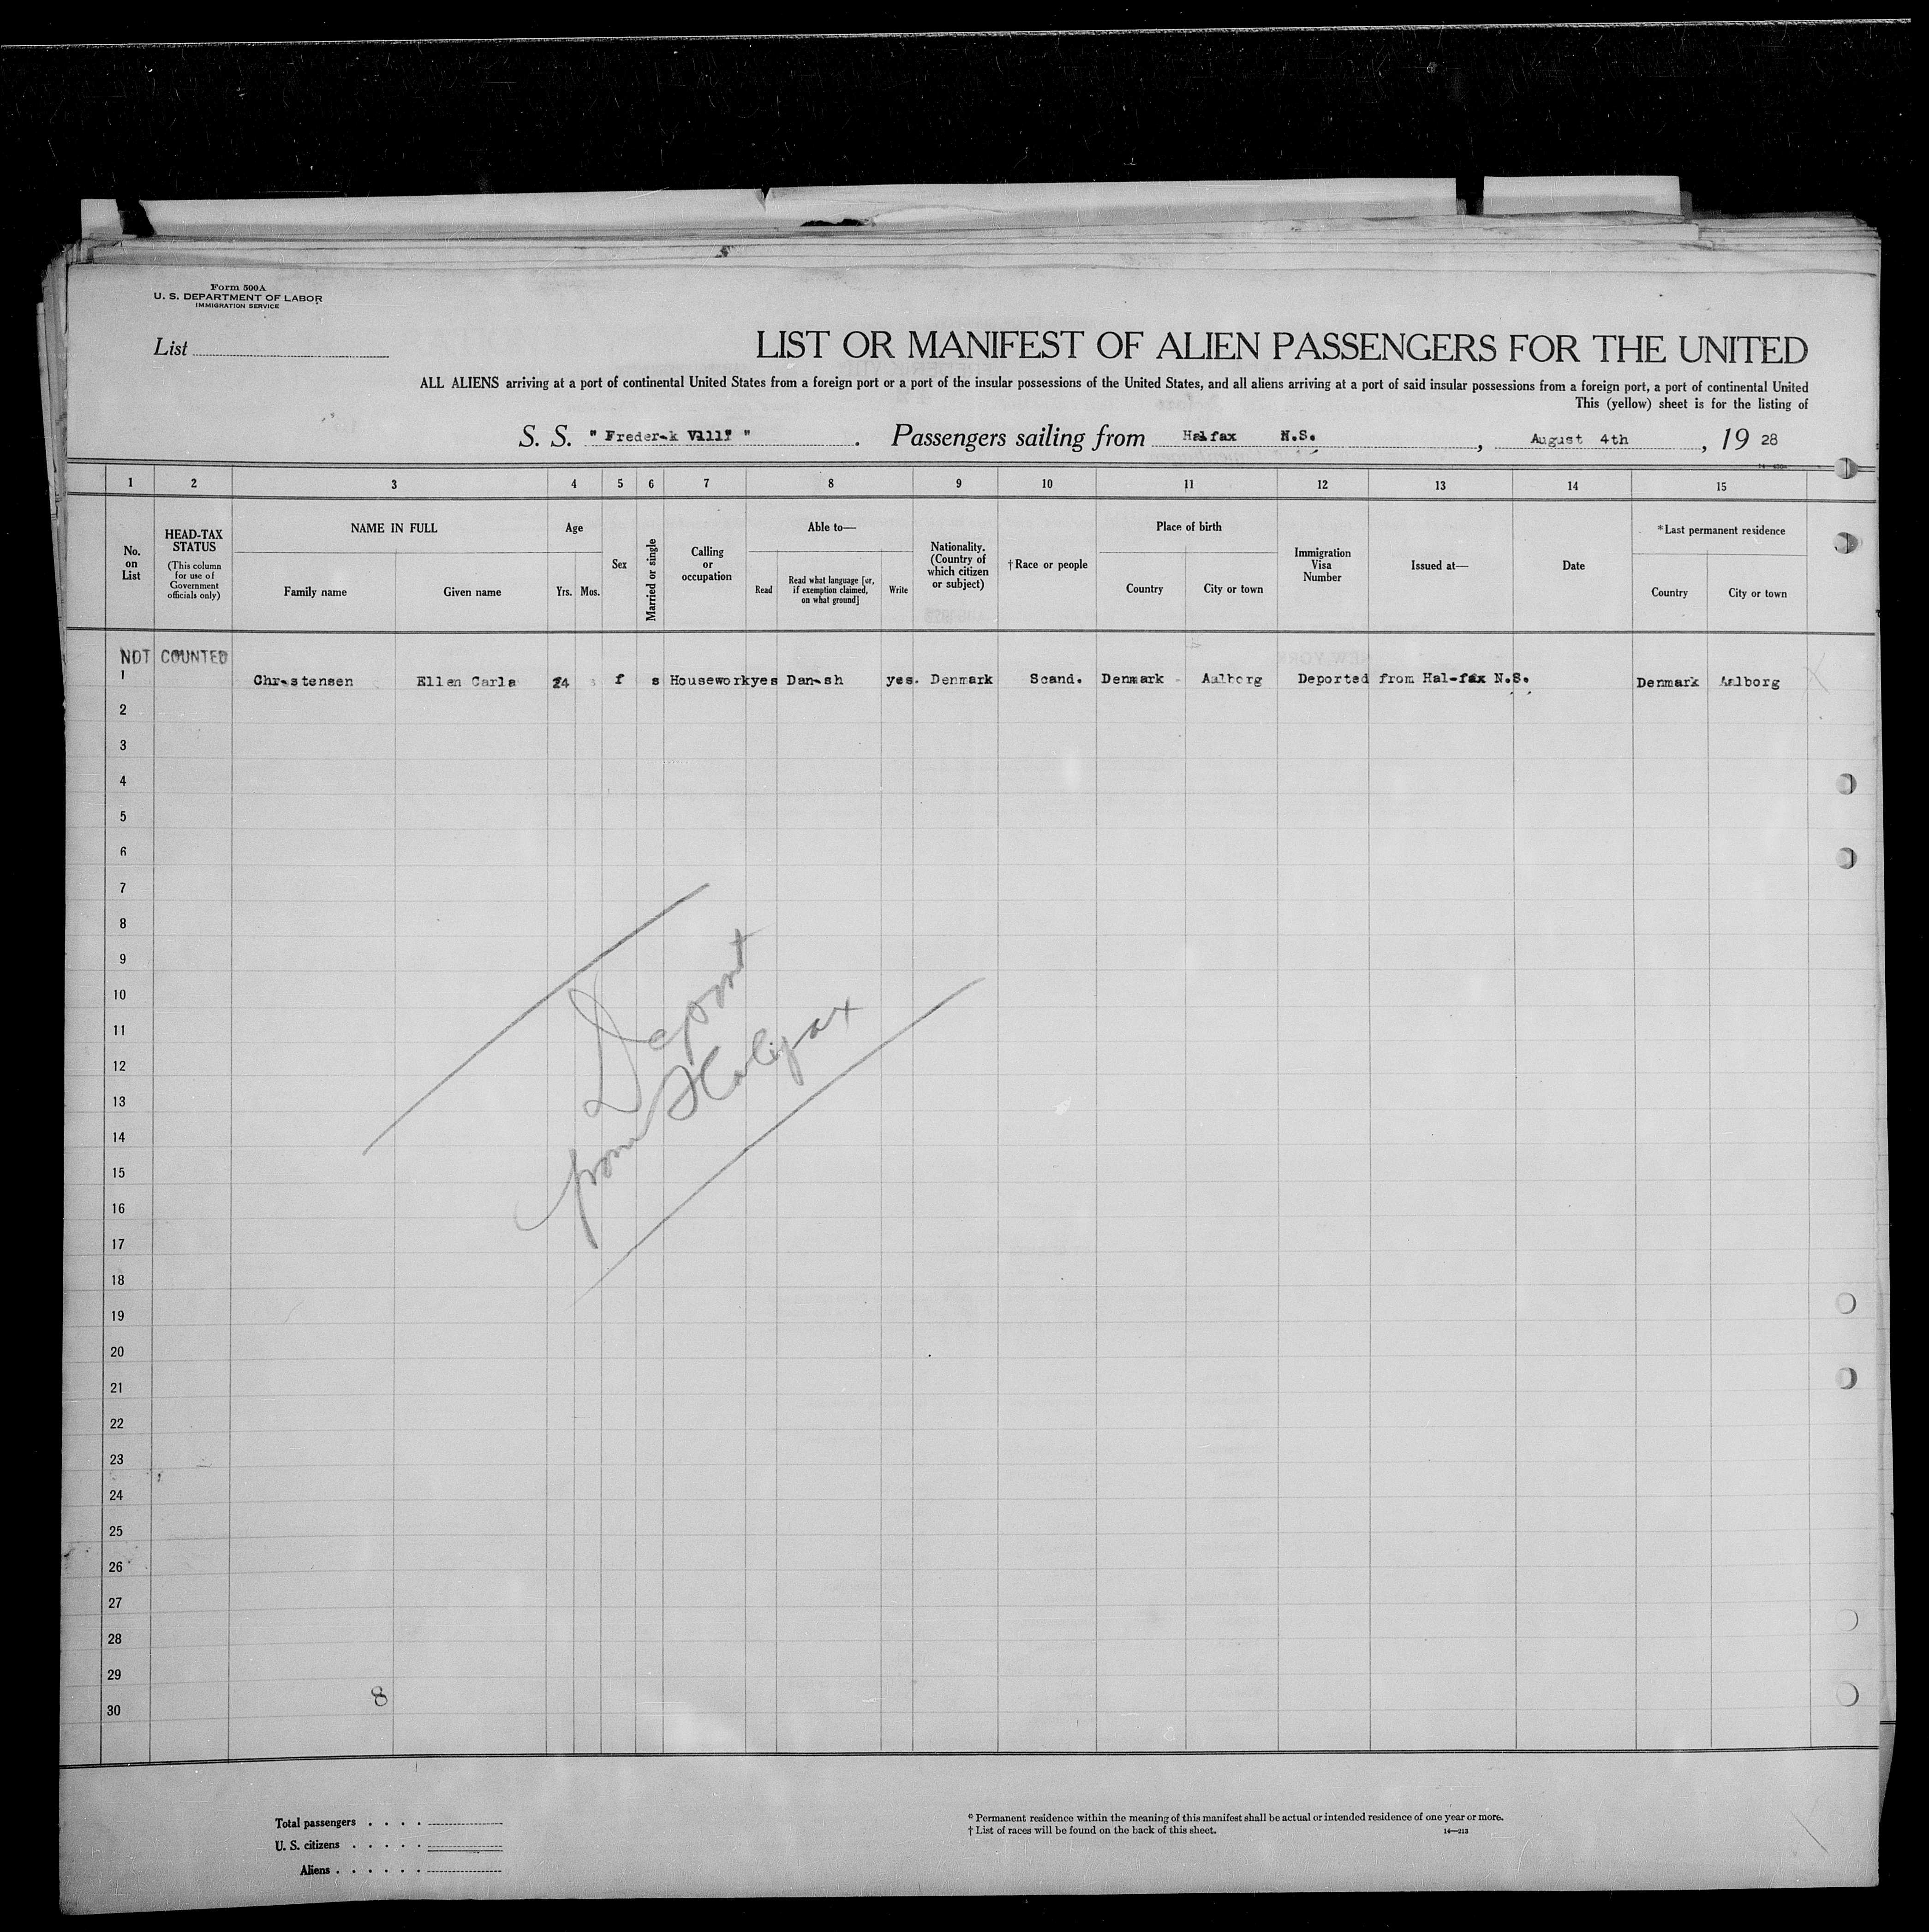 Form 500A
U. S. DEPARTMENT OF LABOR
IMMIGRATION SERVICE
List
LIST OR MANIFEST OF ALIEN PASSENGERS FOR THE UNITED
ALL ALIENS arriving at a port of continental United States from a foreign port or a port of the insular possessions of the United States, and all aliens arriving at a port of said insular possessions from a foreign port, a port of continental United
This (yellow) sheet is for the listing of
S. S. " Freder-k VIII " . Passengers sailing from Halfax N.S. , August 4th , 19 28
1 2 3 4 5 6 7 8 9 10 11 12 13 14 15
No. on List
HEAD-TAX STATUS
(This column for use of Government officials only)
NAME IN FULL
Family name
Given name
Age
Yrs. Mos.
Sex
Married or single
Calling or occupation
Able to—
Read
Read what language [or, if exemption claimed, on what ground]
Write
Nationality. (Country of which citizen or subject)
†Race or people
Place of birth
Country
City or town
Immigration Visa Number
Issued at—
Date
*Last permanent residence
Country
City or town
NOT COUNTED
1 Chr-stensen Ellen Carla 24 f s Housework yes Dan-sh yes. Denmark Scand. Denmark - Aalborg Deported from Hal-fax N.S. Denmark Aalborg
2
3
4
5
6
7
8
9
10
11
12
13
14
15
16
17
18
19
20
21
22
23
24
25
26
27
28
29
30
Deport
from Halifax
8
Total passengers . . . .
U. S. citizens . . . . .
Aliens . . . . . .
* Permanent residence within the meaning of this manifest shall be actual or intended residence of one year or more.
† List of races will be found on the back of this sheet.
14—213